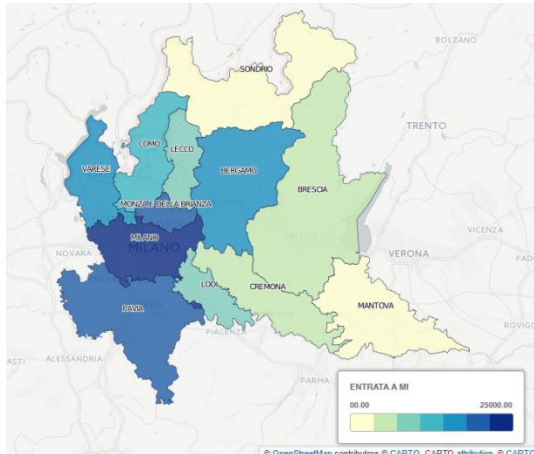 BOLZANO
SONDRIO
TRENTO
COMO
LECCO
VARESE
BERGAMO
BRESCIA
MONZA E DELLA BRIANZA
MILANO
MILANO
NOVARA
VERONA
VICENZA
LODI
CREMONA
PAVIA
MANTOVA
PIACENZA
ROVIGO
ALESSANDRIA
PARMA
ASTI
ENTRATA A MI
00.00 25000.00
© OpenStreetMap contributors © CARTO, CARTO attribution, © CARTO